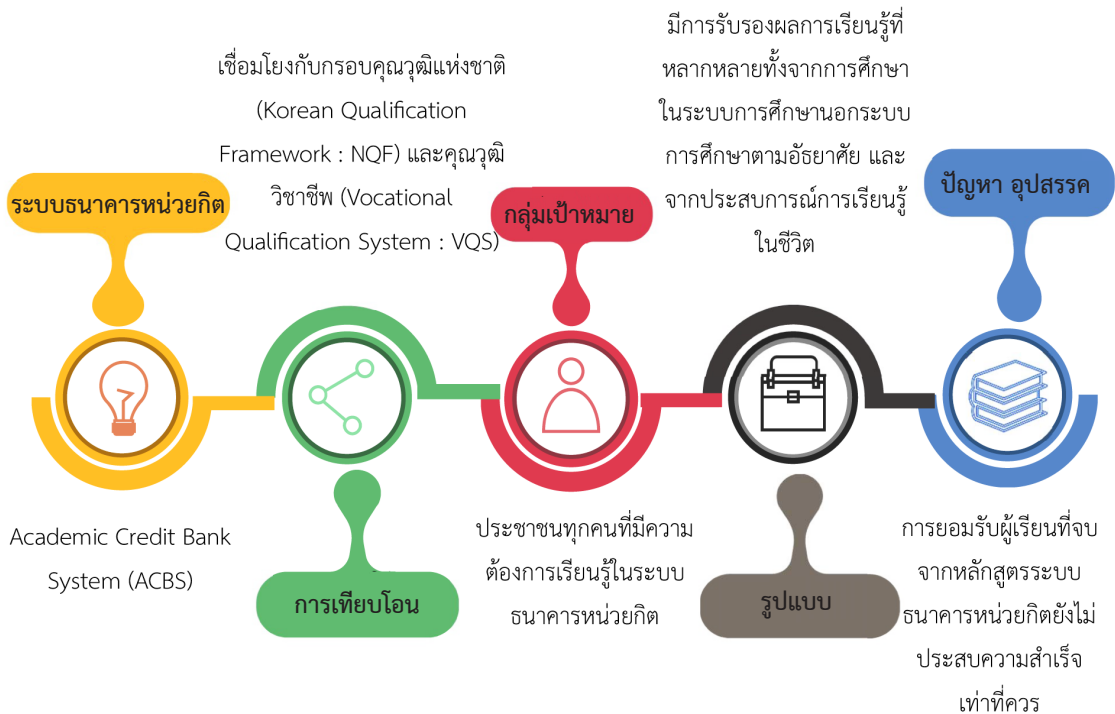 ระบบธนาคารหน่วยกิต
Academic Credit Bank
System (ACBS)
เชื่อมโยงกับกรอบคุณวุฒิแห่งชาติ
(Korean Qualification
Framework : NQF) และคุณวุฒิ
วิชาชีพ (Vocational
Qualification System : VQS)
การเทียบโอน
กลุ่มเป้าหมาย
ประชาชนทุกคนที่มีความ
ต้องการเรียนรู้ในระบบ
ธนาคารหน่วยกิต
มีการรับรองผลการเรียนรู้ที่
หลากหลายทั้งจากการศึกษา
ในระบบการศึกษานอกระบบ
การศึกษาตามอัธยาศัย และ
จากประสบการณ์การเรียนรู้
ในชีวิต
รูปแบบ
ปัญหา อุปสรรค
การยอมรับผู้เรียนที่จบ
จากหลักสูตรระบบ
ธนาคารหน่วยกิตยังไม่
ประสบความสำเร็จ
เท่าที่ควร